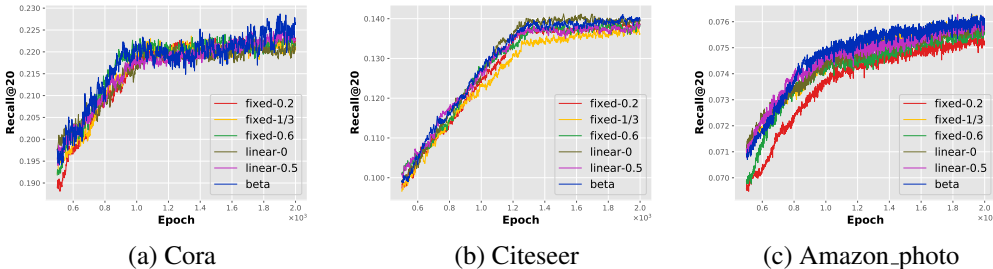 Recall@20
0.225
0.220
0.215
0.210
0.205
0.200
0.195
0.190
0.6 0.8 1.0 1.2 1.4 1.6 1.8 2.0
×10³
Epoch
fixed-0.2
fixed-1/3
fixed-0.6
linear-0
linear-0.5
beta
(a) Cora
Recall@20
0.140
0.130
0.120
0.110
0.100
0.6 0.8 1.0 1.2 1.4 1.6 1.8 2.0
×10³
Epoch
fixed-0.2
fixed-1/3
fixed-0.6
linear-0
linear-0.5
beta
(b) Citeseer
Recall@20
0.076
0.075
0.074
0.073
0.072
0.071
0.070
0.6 0.8 1.0 1.2 1.4 1.6 1.8 2.0
×10³
Epoch
fixed-0.2
fixed-1/3
fixed-0.6
linear-0
linear-0.5
beta
(c) Amazon_photo